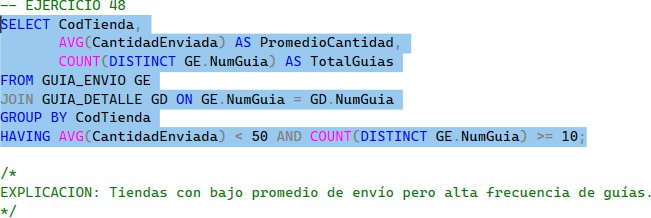 -- EJERCICIO 48
SELECT CodTienda,
AVG(CantidadEnviada) AS PromedioCantidad,
COUNT(DISTINCT GE.NumGuia) AS TotalGuias
FROM GUIA_ENVIO GE
JOIN GUIA_DETALLE GD ON GE.NumGuia = GD.NumGuia
GROUP BY CodTienda
HAVING AVG(CantidadEnviada) < 50 AND COUNT(DISTINCT GE.NumGuia) >= 10;
/*
EXPLICACION: Tiendas con bajo promedio de envío pero alta frecuencia de guías.
*/